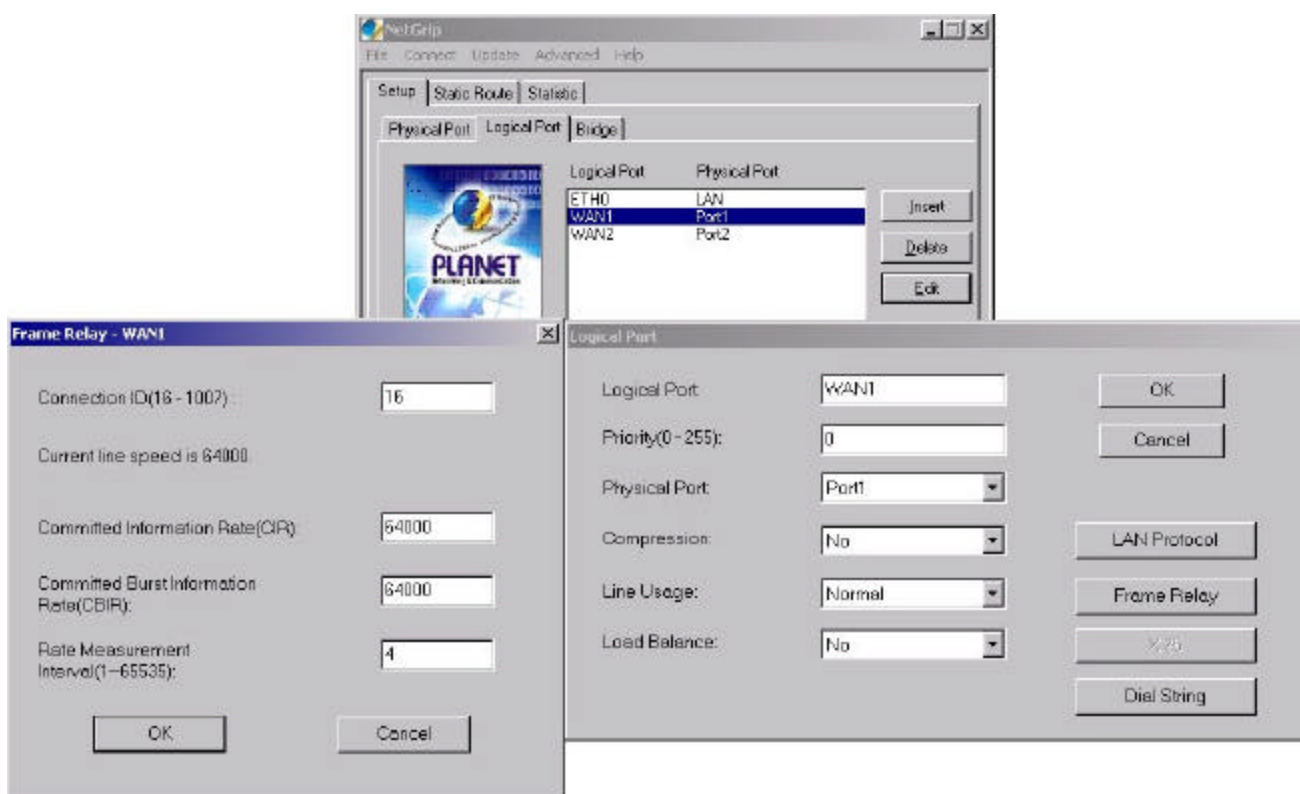 NetGrip
File Connect Update Advanced Help
Setup Static Route Statistic
Physical Port Logical Port Bridge
Logical Port Physical Port
ETH0 LAN
WAN1 Port1
WAN2 Port2
Insert
Delete
Edit
PLANET
Networking & Communication
Frame Relay - WAN1
Connection ID(16 - 1007) :
16
Current line speed is 64000
Committed Information Rate(CIR):
64000
Committed Burst Information
Rate(CBIR):
64000
Rate Measurement
Interval(1~65535):
4
OK Cancel
Logical Port
Logical Port WAN1
Priority(0 - 255): 0
Physical Port: Port1
Compression: No
Line Usage: Normal
Load Balance: No
OK
Cancel
LAN Protocol
Frame Relay
X.25
Dial String